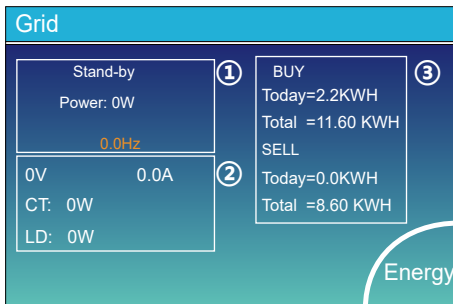 Grid
Stand-by
Power: 0W
0.0Hz
①
0V 0.0A
CT: 0W
LD: 0W
②
BUY
Today=2.2KWH
Total =11.60 KWH
SELL
Today=0.0KWH
Total =8.60 KWH
③
Energy